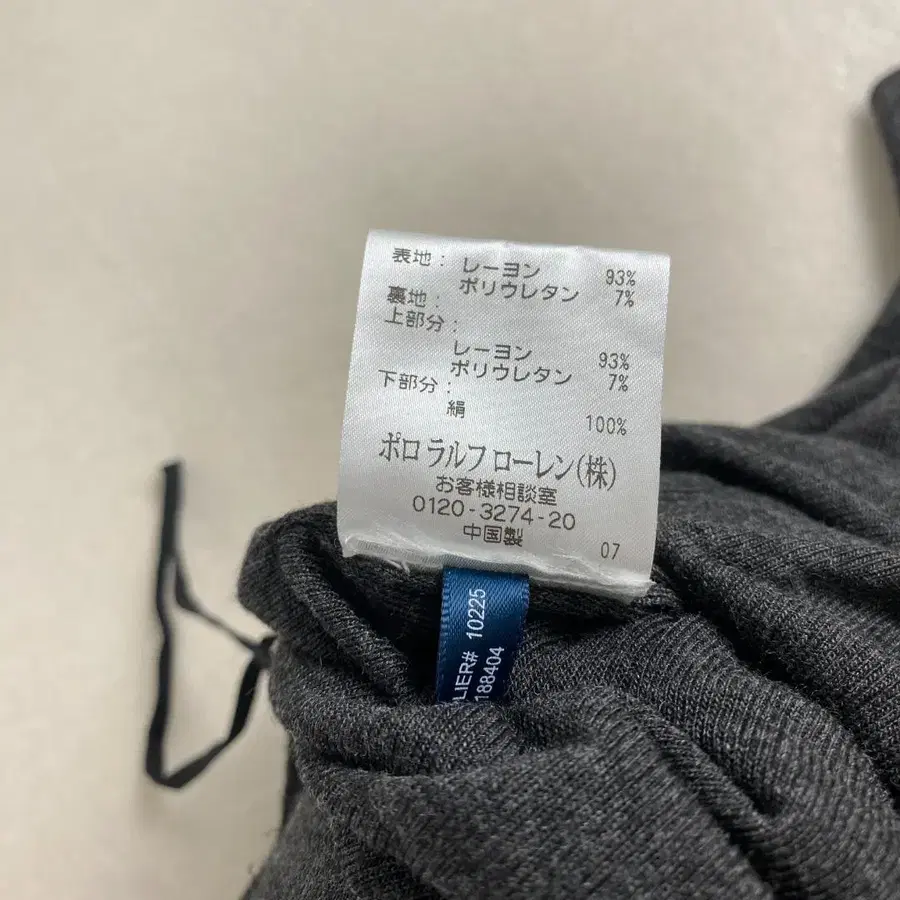 表地: レーヨン 93%
ポリウレタン 7%
裏地:
上部分:
レーヨン 93%
ポリウレタン 7%
下部分:
絹 100%
ポロ ラルフ ローレン(株)
お客様相談室
0120-3274-20
中国製 07
LIER# 10225
188404